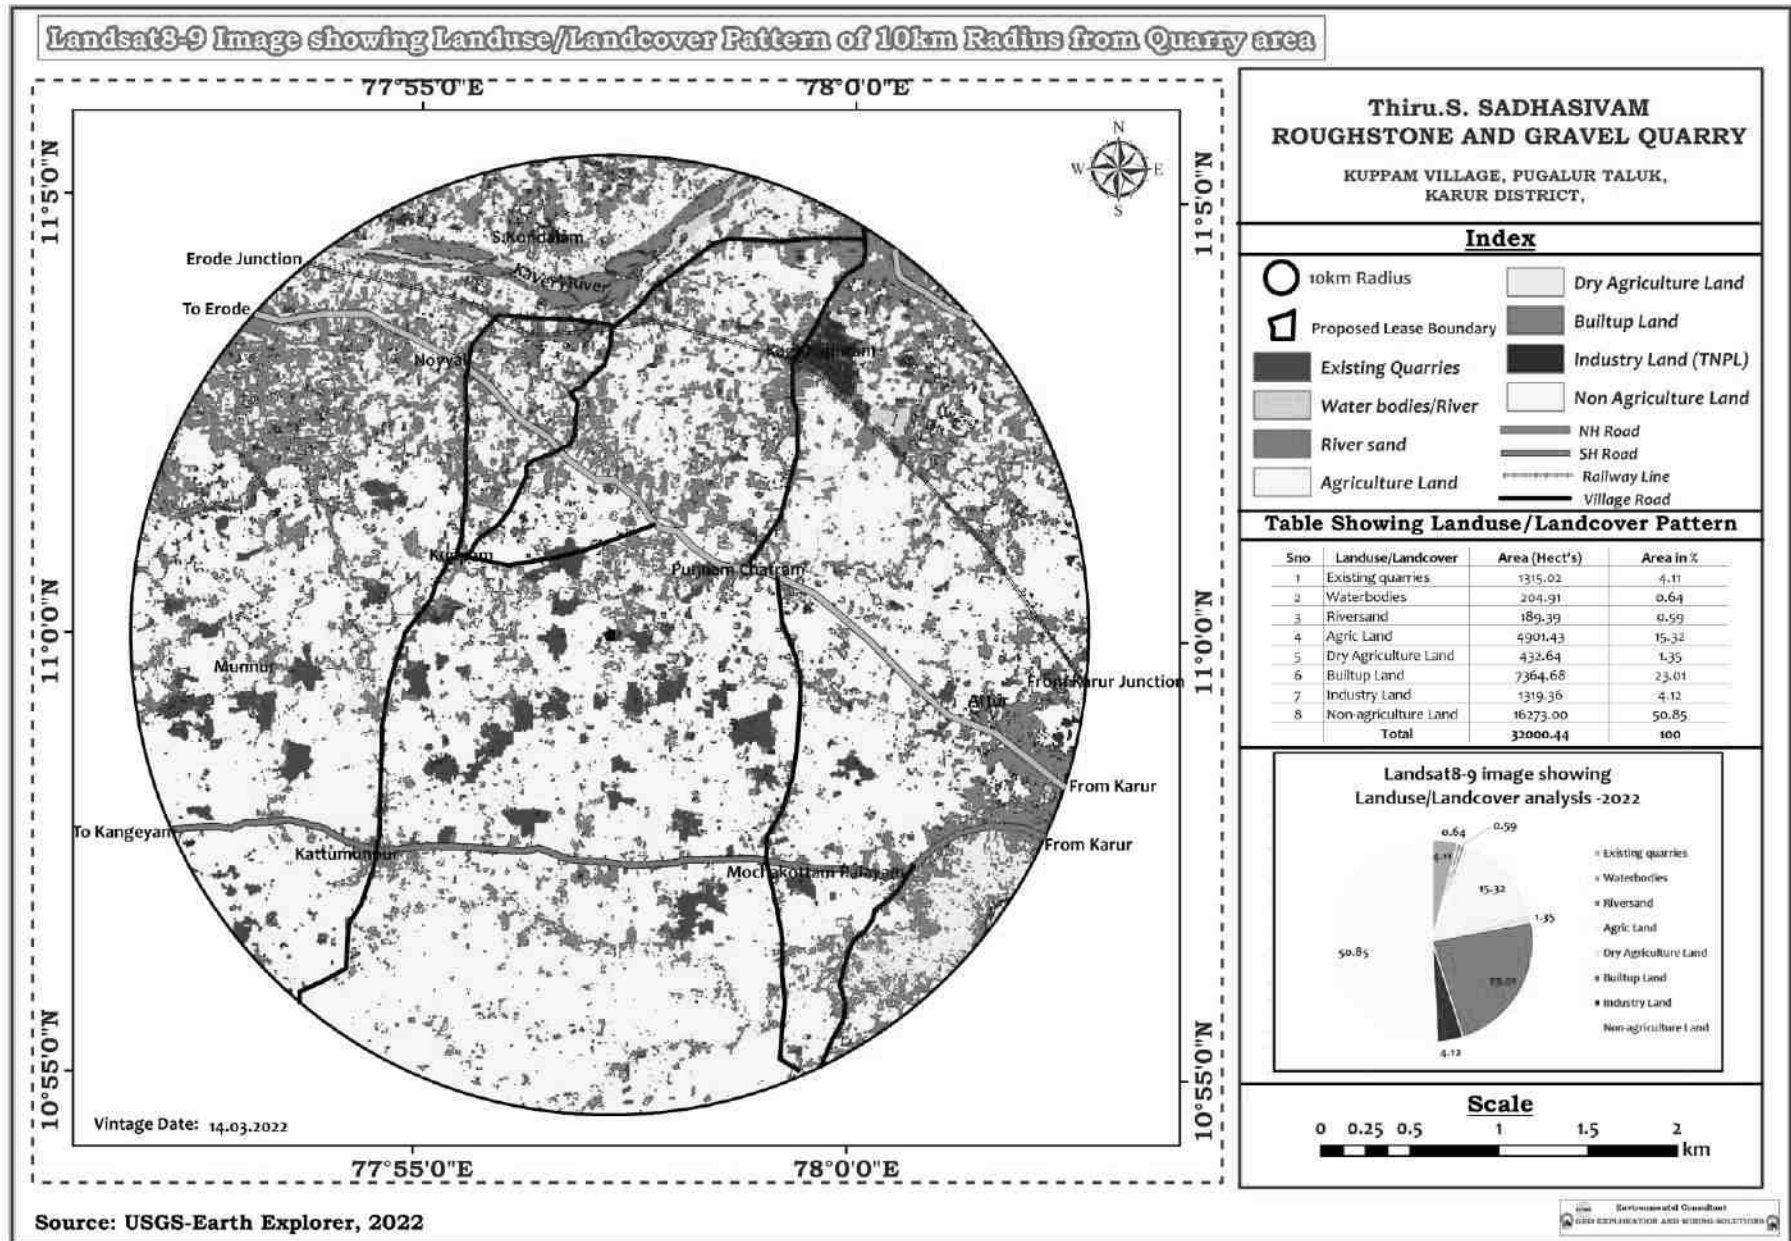 Landsat8-9 Image showing Landuse/Landcover Pattern of 10km Radius from Quarry area
77°55'0"E
78°0'0"E
11°5'0"N
11°0'0"N
10°55'0"N
11°5'0"N
11°0'0"N
10°55'0"N
77°55'0"E
78°0'0"E
N
W
E
S
Erode Junction
To Erode
Kavery River
Noyyal
Punnam Chatram
Munnur
From Karur Junction
From Karur
To Kangeyam
From Karur
Vintage Date: 14.03.2022
Source: USGS-Earth Explorer, 2022
Thiru.S. SADHASIVAM
ROUGHSTONE AND GRAVEL QUARRY
KUPPAM VILLAGE, PUGALUR TALUK,
KARUR DISTRICT,
Index
10km Radius
Proposed Lease Boundary
Existing Quarries
Water bodies/River
River sand
Agriculture Land
Dry Agriculture Land
Builtup Land
Industry Land (TNPL)
Non Agriculture Land
NH Road
SH Road
Railway Line
Village Road
Table Showing Landuse/Landcover Pattern
Sno Landuse/Landcover Area (Hect's) Area in %
1 Existing quarries 1315.02 4.11
2 Waterbodies 204.91 0.64
3 Riversand 189.39 0.59
4 Agric Land 4901.43 15.32
5 Dry Agriculture Land 432.64 1.35
6 Builtup Land 7364.68 23.01
7 Industry Land 1319.36 4.12
8 Non-agriculture Land 16273.00 50.85
Total 32000.44 100
Landsat8-9 image showing
Landuse/Landcover analysis -2022
4.11
0.64
0.59
15.32
1.35
23.01
4.12
50.85
Existing quarries
Waterbodies
Riversand
Agric Land
Dry Agriculture Land
Builtup Land
Industry Land
Non-agriculture Land
Scale
0 0.25 0.5 1 1.5 2
km
Environmental Consultant
GEO EXPLORATION AND MINING SOLUTIONS